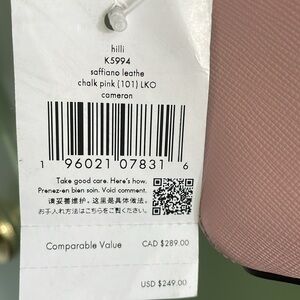 hilli
K5994
saffiano leathe
chalk pink (101) LKO
cameron
1 96021 07831 6
Take good care. Here's how.
Prenez-en bien soin. Void comment.
请妥善维护。这里是具体做法。
お手入れ方法はこちらをご覧ください。
Comparable Value CAD $289.00
USD $249.00